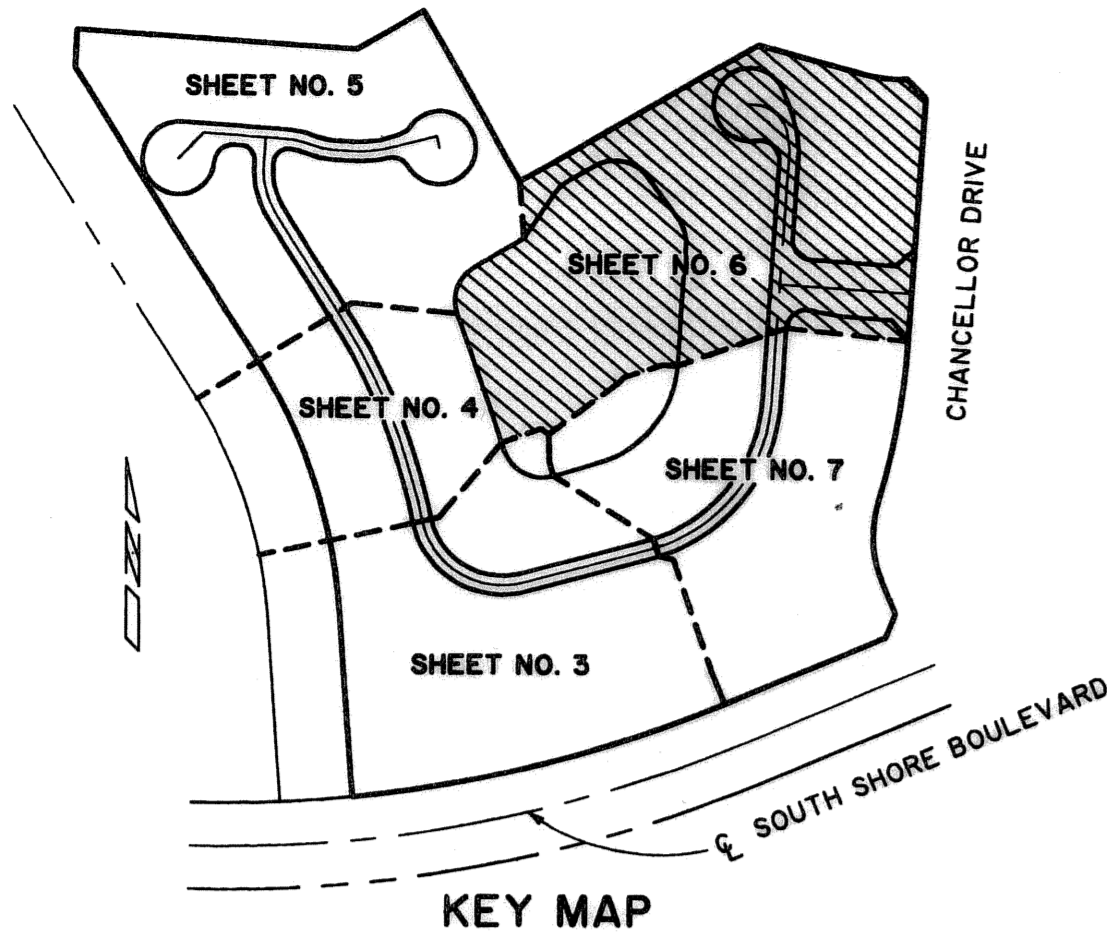 SHEET NO. 5
CHANCELLOR DRIVE
SHEET NO. 6
SHEET NO. 4
SHEET NO. 7
N
SHEET NO. 3
℄ SOUTH SHORE BOULEVARD
KEY MAP